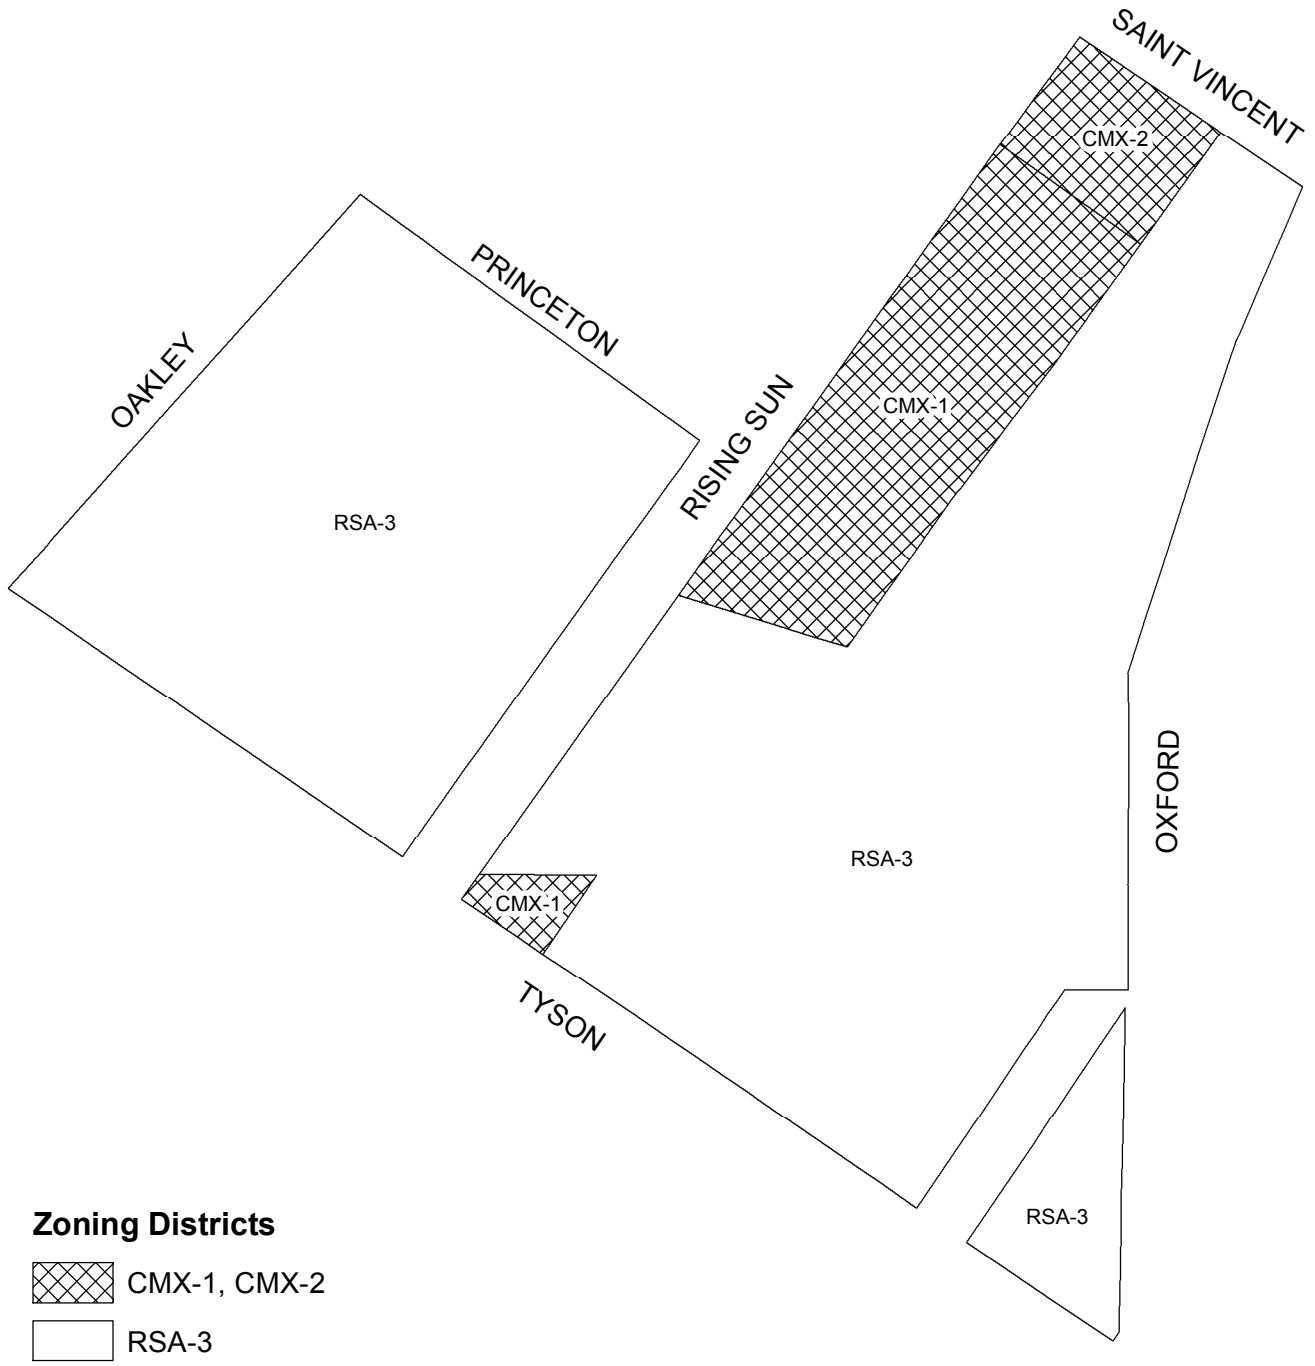 SAINT VINCENT
CMX-2
PRINCETON
OAKLEY
RISING SUN
CMX-1
RSA-3
OXFORD
RSA-3
CMX-1
TYSON
RSA-3
Zoning Districts
CMX-1, CMX-2
RSA-3